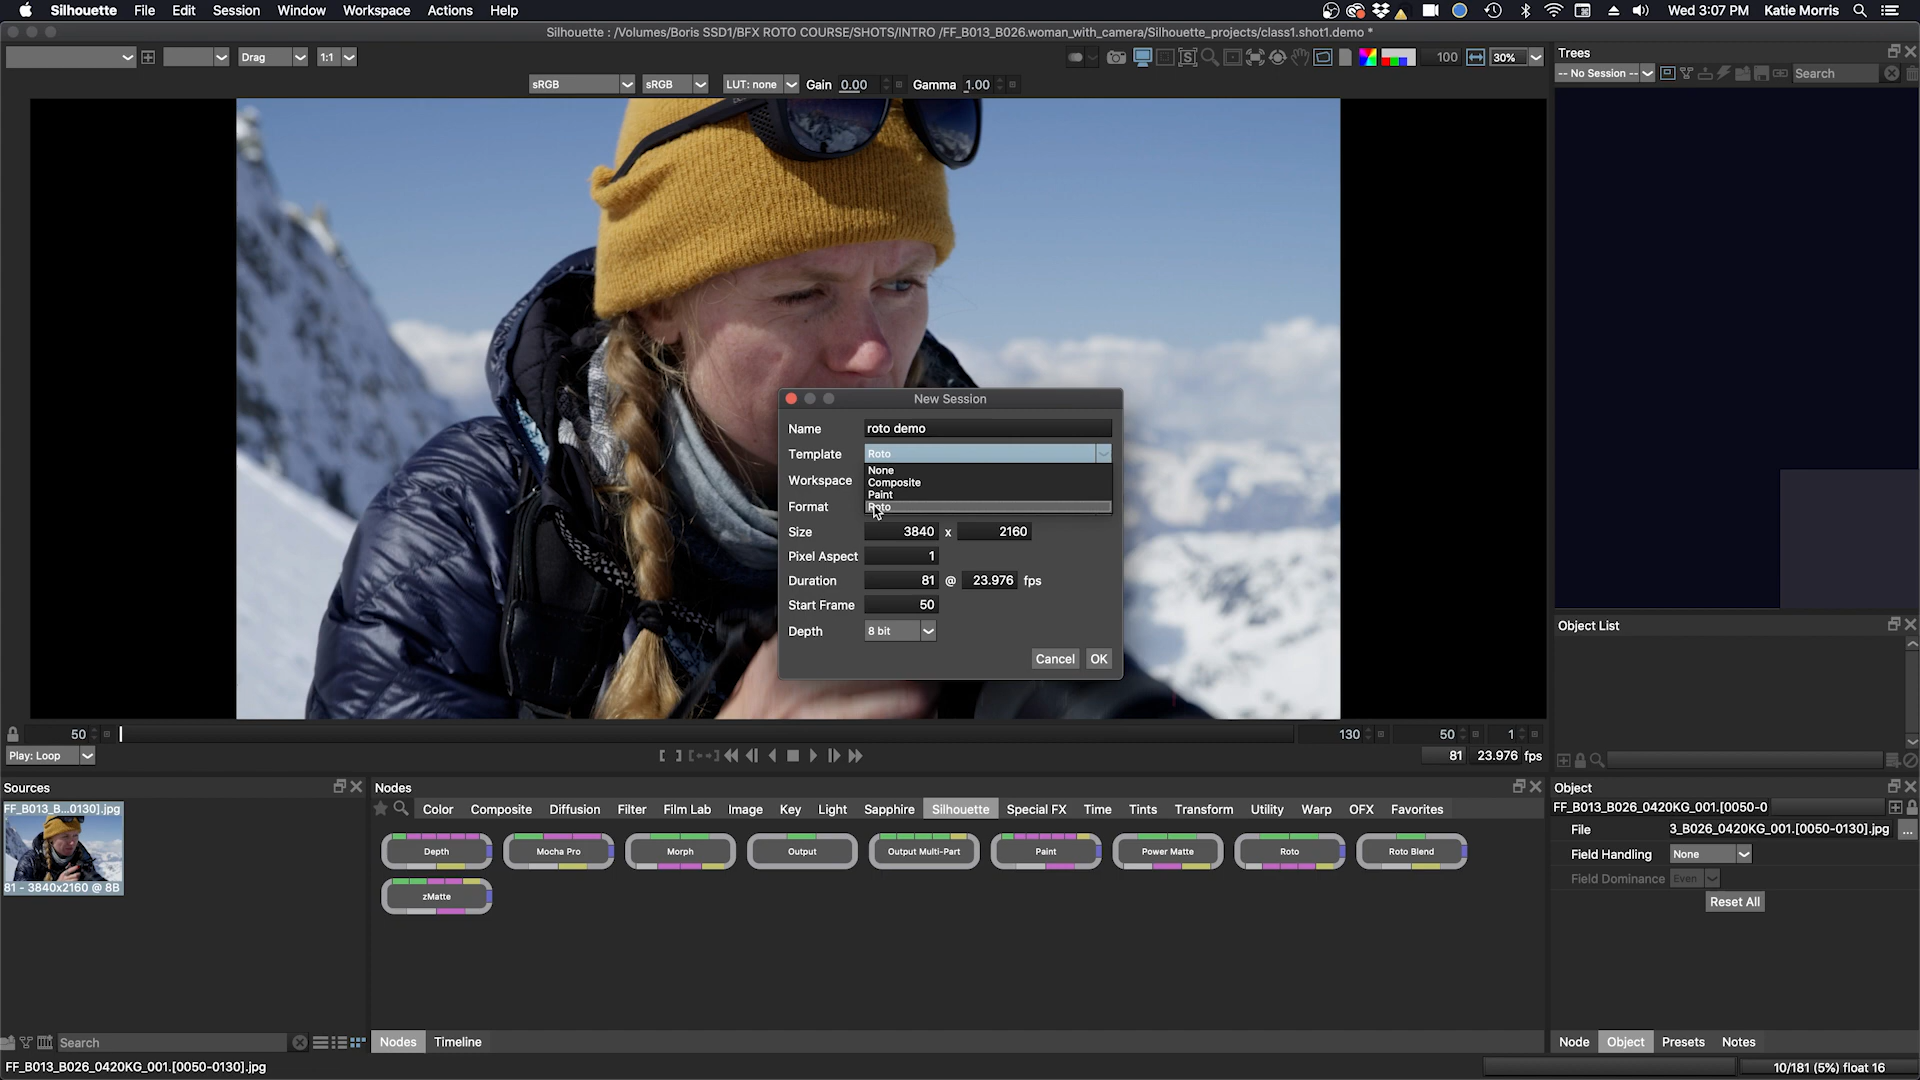 Silhouette File Edit Session Window Workspace Actions Help Wed 3:07 PM Katie Morris
Silhouette : /Volumes/Boris SSD1/BFX ROTO COURSE/SHOTS/INTRO /FF_B013_B026.woman_with_camera/Silhouette_projects/class1.shot1.demo *
Trees
Drag 1:1 100 30%
-- No Session -- Search
sRGB sRGB LUT: none Gain 0.00 Gamma 1.00
New Session
Name roto demo
Template Roto
None
Workspace
Composite
Paint
Format
Roto
Size 3840 x 2160
Pixel Aspect 1
Duration 81 @ 23.976 fps
Start Frame 50
Depth 8 bit
Cancel OK
Object List
50 130 50 1
Play: Loop 81 23.976 fps
Sources
Nodes
Object
FF_B013_B...0130].jpg
81 - 3840x2160 @ 8B
Color Composite Diffusion Filter Film Lab Image Key Light Sapphire Silhouette Special FX Time Tints Transform Utility Warp OFX Favorites
Depth Mocha Pro Morph Output Output Multi-Part Paint Power Matte Roto Roto Blend
zMatte
FF_B013_B026_0420KG_001.[0050-0
File 3_B026_0420KG_001.[0050-0130].jpg ...
Field Handling None
Field Dominance Even
Reset All
Search
Nodes Timeline
Node Object Presets Notes
FF_B013_B026_0420KG_001.[0050-0130].jpg
10/181 (5%) float 16